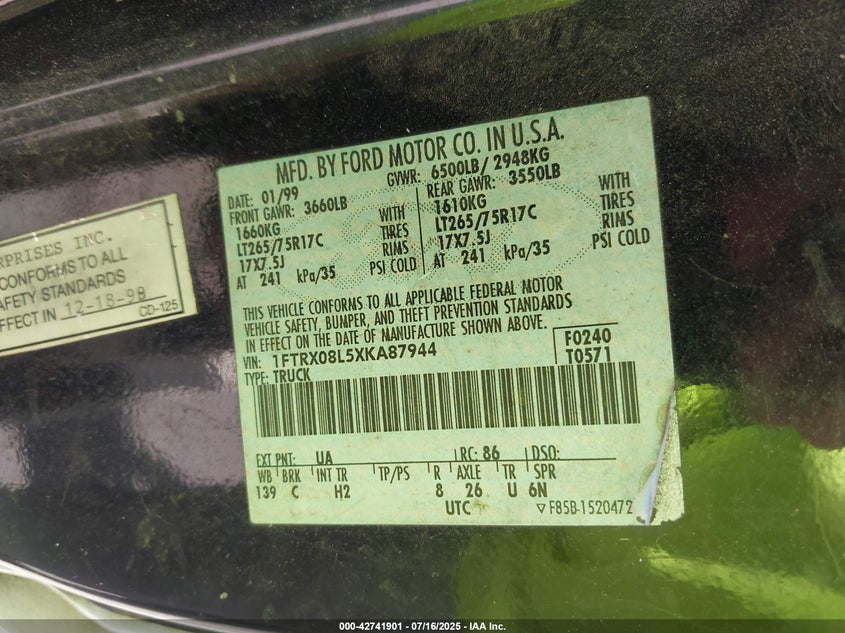 MFD. BY FORD MOTOR CO. IN U.S.A.
DATE: 01/99 GVWR: 6500LB/ 2948KG
FRONT GAWR: 3660LB REAR GAWR: 3550LB
1660KG WITH 1610KG WITH
LT265/75R17C TIRES LT265/75R17C TIRES
17X7.5J RIMS 17X7.5J RIMS
AT 241 kPa/35 PSI COLD AT 241 kPa/35 PSI COLD
THIS VEHICLE CONFORMS TO ALL APPLICABLE FEDERAL MOTOR
VEHICLE SAFETY, BUMPER, AND THEFT PREVENTION STANDARDS
IN EFFECT ON THE DATE OF MANUFACTURE SHOWN ABOVE.
VIN: 1FTRX08L5XKA87944 F0240
TYPE: TRUCK T0571
EXT PNT: UA RC: 86 DSO:
WB BRK INT TR TP/PS R AXLE TR SPR
139 C H2 8 26 U 6N
UTC F85B-1520472
RPRISES INC.
CONFORMS TO ALL
AFETY STANDARDS
FFECT IN 12-18-98
CD-125
000-42741901 - 07/16/2025 - IAA Inc.